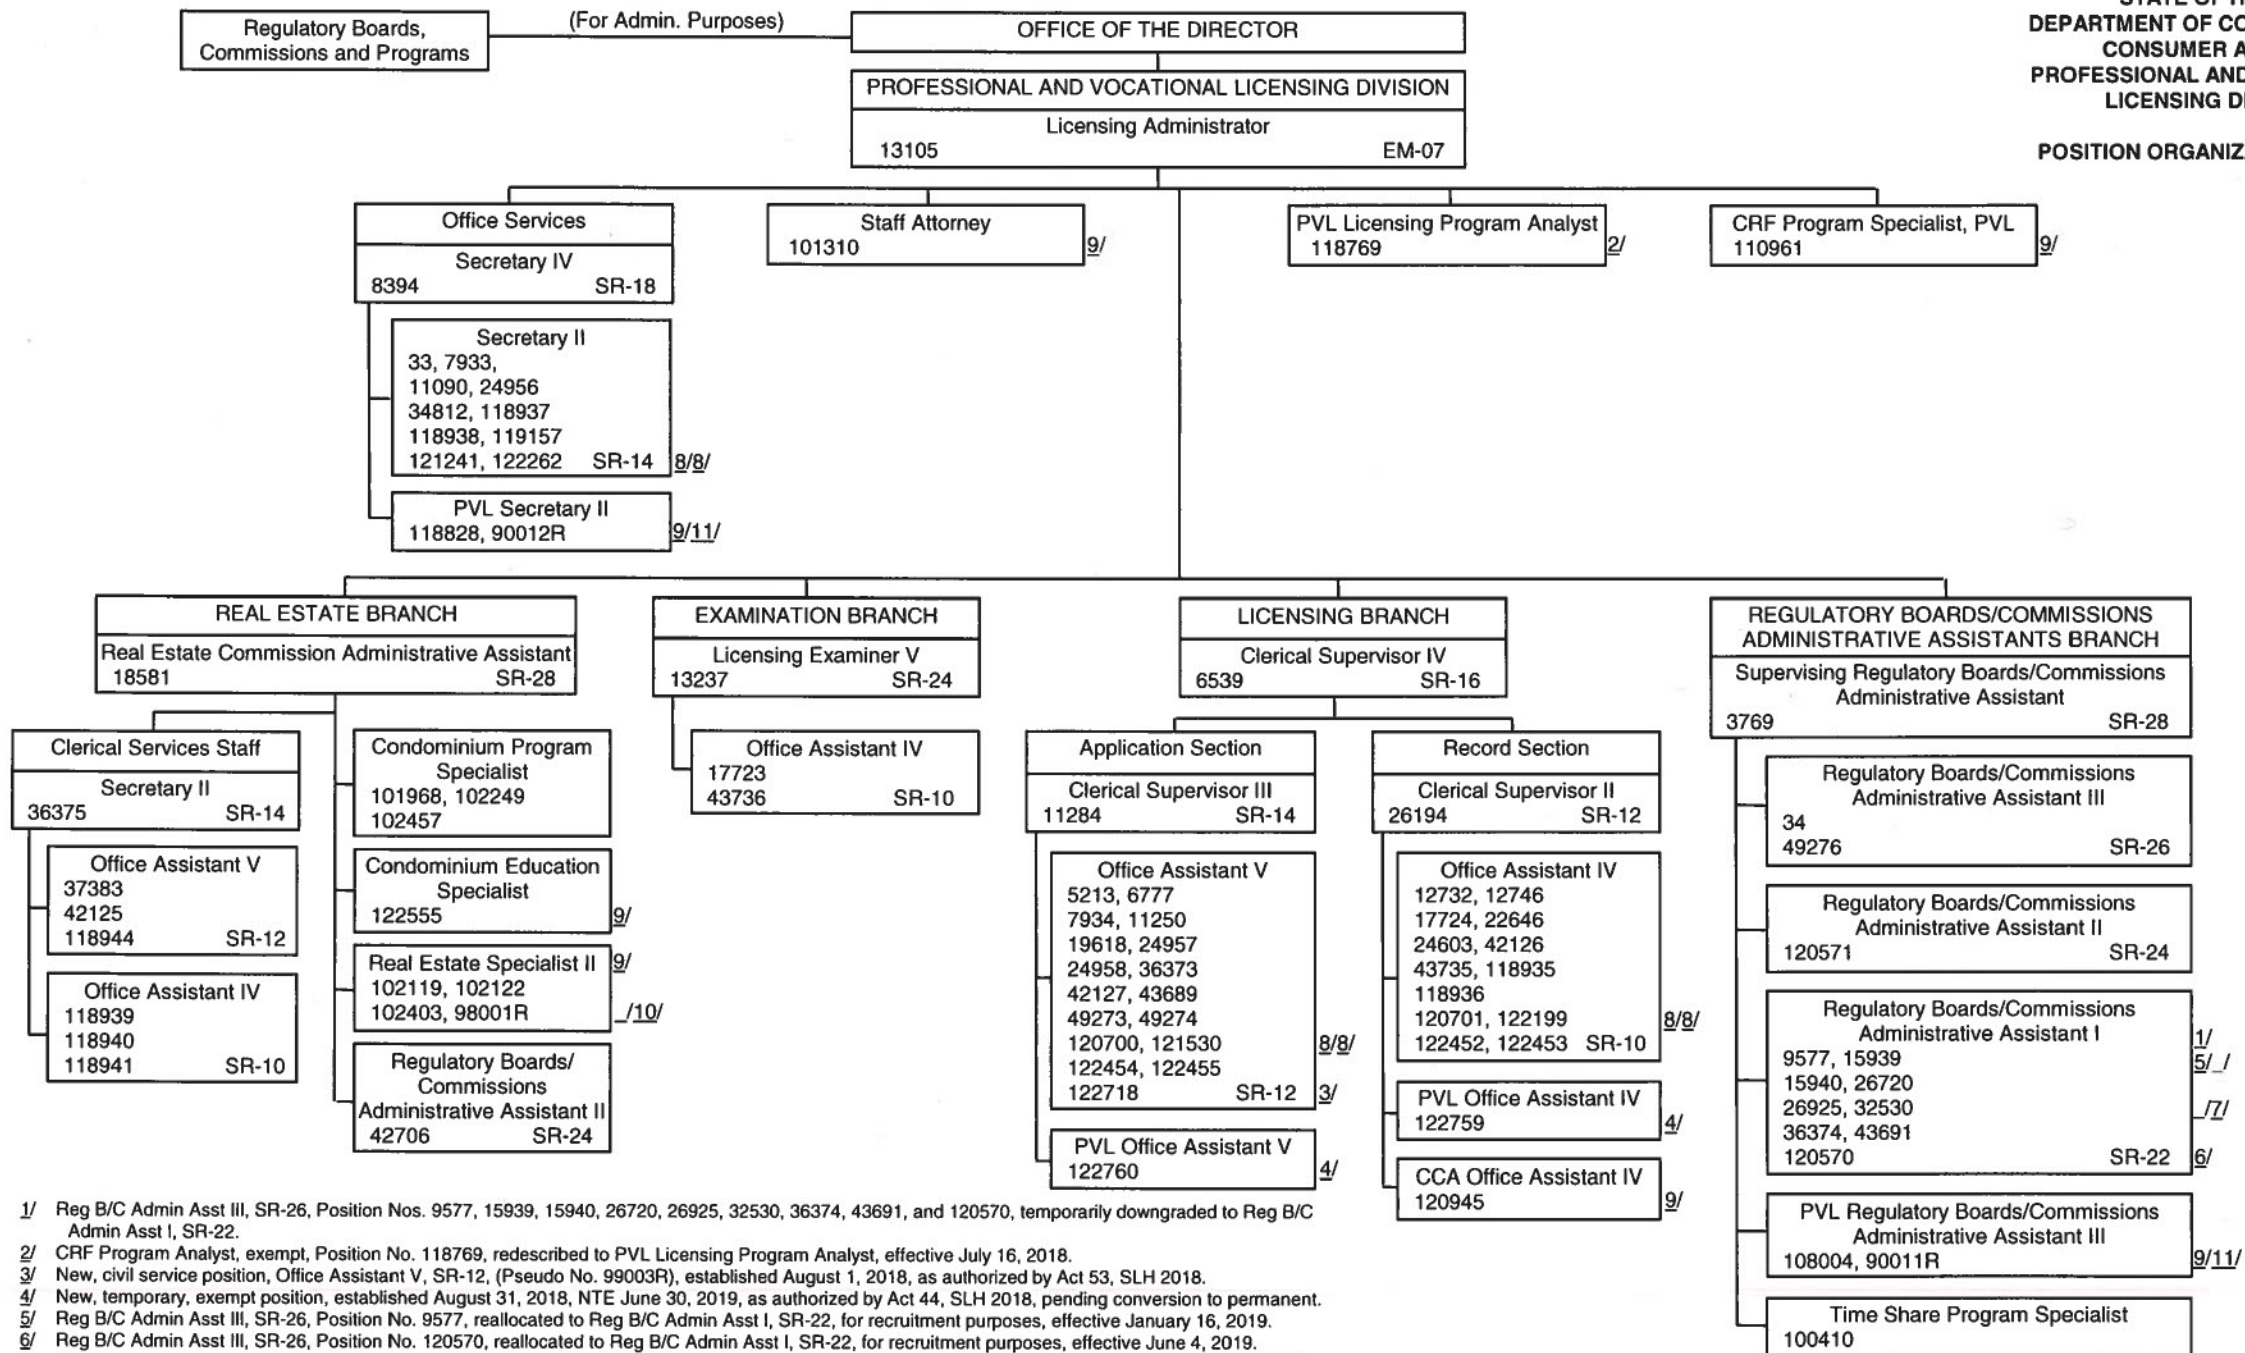 Regulatory Boards,
Commissions and Programs
(For Admin. Purposes)
OFFICE OF THE DIRECTOR
DEPARTMENT OF
CONSUMER
PROFESSIONAL AND
LICENSING
POSITION
PROFESSIONAL AND VOCATIONAL LICENSING DIVISION
Licensing Administrator
13105 EM-07
Office Services
Secretary IV
8394 SR-18
Staff Attorney
101310 9/
PVL Licensing Program Analyst
118769 2/
CRF Program Specialist, PVL
110961 9/
Secretary II
33, 7933,
11090, 24956
34812, 118937
118938, 119157
121241, 122262 SR-14 8/8/
PVL Secretary II
118828, 90012R 9/11/
REAL ESTATE BRANCH
Real Estate Commission Administrative Assistant
18581 SR-28
Clerical Services Staff
Secretary II
36375 SR-14
Office Assistant V
37383
42125
118944 SR-12
Office Assistant IV
118939
118940
118941 SR-10
Condominium Program
Specialist
101968, 102249
102457
Condominium Education
Specialist
122555 9/
Real Estate Specialist II 9/
102119, 102122
102403, 98001R _/10/
Regulatory Boards/
Commissions
Administrative Assistant II
42706 SR-24
EXAMINATION BRANCH
Licensing Examiner V
13237 SR-24
Office Assistant IV
17723
43736 SR-10
LICENSING BRANCH
Clerical Supervisor IV
6539 SR-16
Application Section
Clerical Supervisor III
11284 SR-14
Office Assistant V
5213, 6777
7934, 11250
19618, 24957
24958, 36373
42127, 43689
49273, 49274
120700, 121530 8/8/
122454, 122455
122718 SR-12 3/
PVL Office Assistant V
122760 4/
Record Section
Clerical Supervisor II
26194 SR-12
Office Assistant IV
12732, 12746
17724, 22646
24603, 42126
43735, 118935
118936
120701, 122199 8/8/
122452, 122453 SR-10
PVL Office Assistant IV
122759 4/
CCA Office Assistant IV
120945 9/
REGULATORY BOARDS/COMMISSIONS
ADMINISTRATIVE ASSISTANTS BRANCH
Supervising Regulatory Boards/Commissions
Administrative Assistant
3769 SR-28
Regulatory Boards/Commissions
Administrative Assistant III
34
49276 SR-26
Regulatory Boards/Commissions
Administrative Assistant II
120571 SR-24
Regulatory Boards/Commissions
Administrative Assistant I 1/
9577, 15939 5/_/
15940, 26720
26925, 32530 _/7/
36374, 43691
120570 SR-22 6/
PVL Regulatory Boards/Commissions
Administrative Assistant III
108004, 90011R 9/11/
Time Share Program Specialist
100410
1/ Reg B/C Admin Asst III, SR-26, Position Nos. 9577, 15939, 15940, 26720, 26925, 32530, 36374, 43691, and 120570, temporarily downgraded to Reg B/C
Admin Asst I, SR-22.
2/ CRF Program Analyst, exempt, Position No. 118769, redescribed to PVL Licensing Program Analyst, effective July 16, 2018.
3/ New, civil service position, Office Assistant V, SR-12, (Pseudo No. 99003R), established August 1, 2018, as authorized by Act 53, SLH 2018.
4/ New, temporary, exempt position, established August 31, 2018, NTE June 30, 2019, as authorized by Act 44, SLH 2018, pending conversion to permanent.
5/ Reg B/C Admin Asst III, SR-26, Position No. 9577, reallocated to Reg B/C Admin Asst I, SR-22, for recruitment purposes, effective January 16, 2019.
6/ Reg B/C Admin Asst III, SR-26, Position No. 120570, reallocated to Reg B/C Admin Asst I, SR-22, for recruitment purposes, effective June 4, 2019.